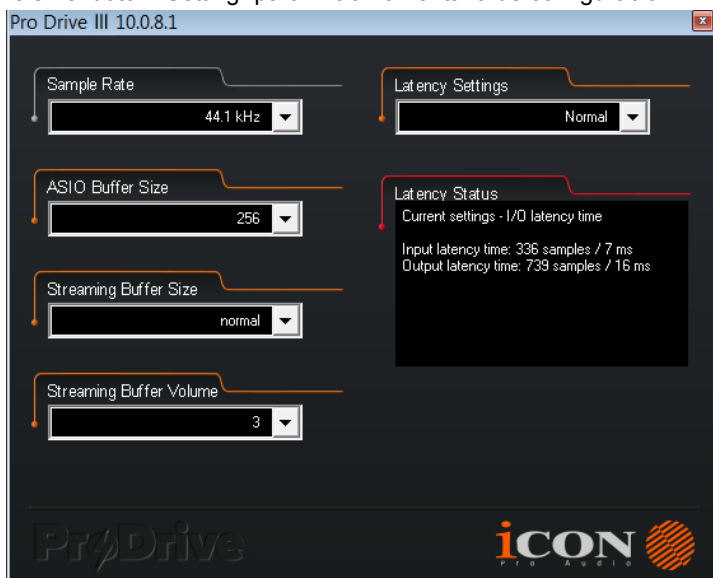 Pro Drive III 10.0.8.1
Sample Rate
44.1 kHz
ASIO Buffer Size
256
Streaming Buffer Size
normal
Streaming Buffer Volume
3
Latency Settings
Normal
Latency Status
Current settings - I/O latency time
Input latency time: 336 samples / 7 ms
Output latency time: 739 samples / 16 ms
ProDrive
iCON
Pro Audio